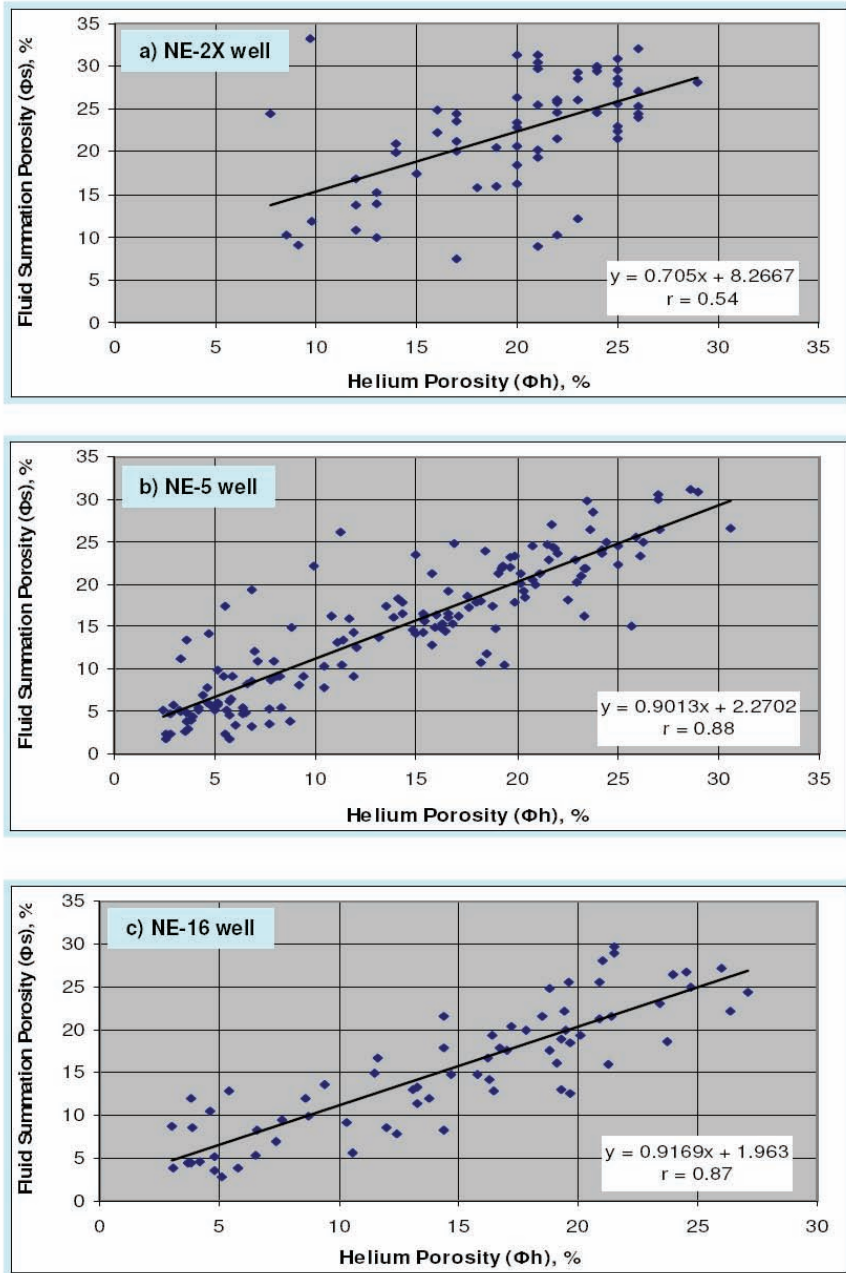 a) NE-2X well
Fluid Summation Porosity (Φs), %
35
30
25
20
15
10
5
0
y = 0.705x + 8.2667
r = 0.54
0 5 10 15 20 25 30 35
Helium Porosity (Φh), %
b) NE-5 well
Fluid Summation Porosity (Φs), %
35
30
25
20
15
10
5
0
y = 0.9013x + 2.2702
r = 0.88
0 5 10 15 20 25 30 35
Helium Porosity (Φh), %
c) NE-16 well
Fluid Summation Porosity (Φs), %
35
30
25
20
15
10
5
0
y = 0.9169x + 1.963
r = 0.87
0 5 10 15 20 25 30
Helium Porosity (Φh), %